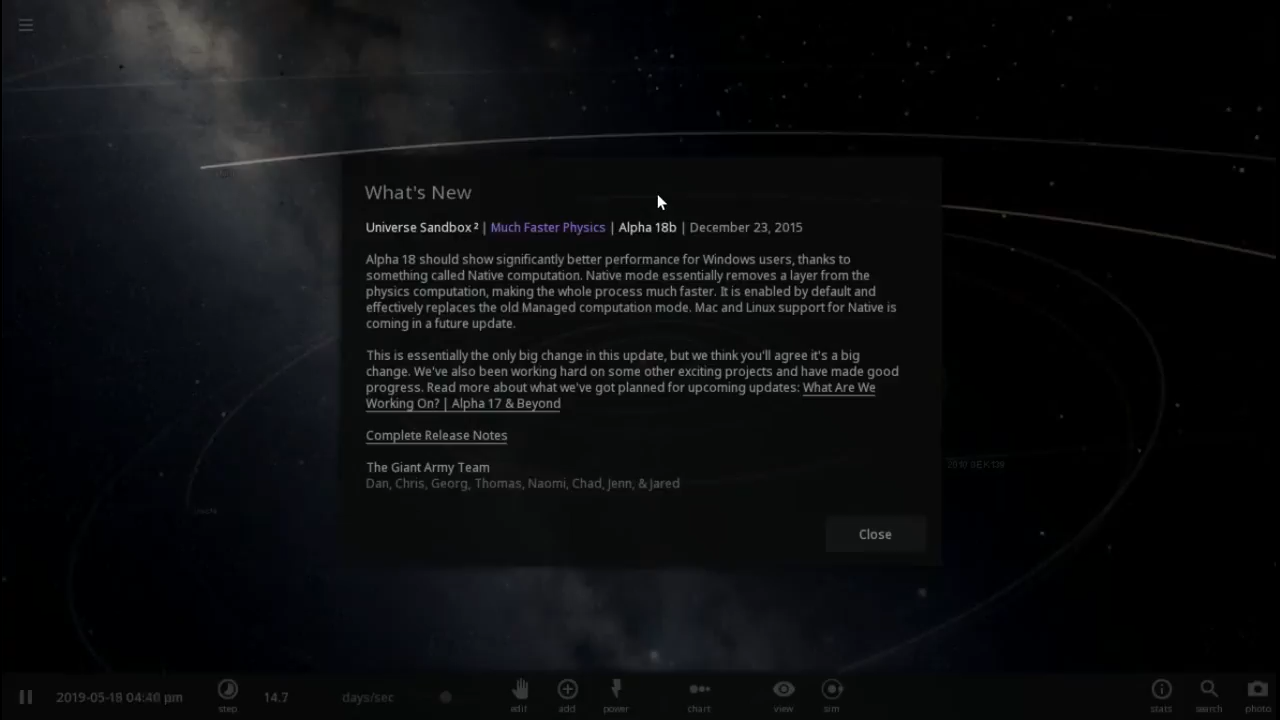 What's New
Universe Sandbox ² | Much Faster Physics | Alpha 18b | December 23, 2015
Alpha 18 should show significantly better performance for Windows users, thanks to
something called Native computation. Native mode essentially removes a layer from the
physics computation, making the whole process much faster. It is enabled by default and
effectively replaces the old Managed computation mode. Mac and Linux support for Native is
coming in a future update.
This is essentially the only big change in this update, but we think you'll agree it's a big
change. We've also been working hard on some other exciting projects and have made good
progress. Read more about what we've got planned for upcoming updates: What Are We
Working On? | Alpha 17 & Beyond
Complete Release Notes
The Giant Army Team
Dan, Chris, Georg, Thomas, Naomi, Chad, Jenn, & Jared
Close
2019-05-18 04:40 pm
step
14.7
days/sec
edit
add
power
chart
view
sim
stats
search
photo